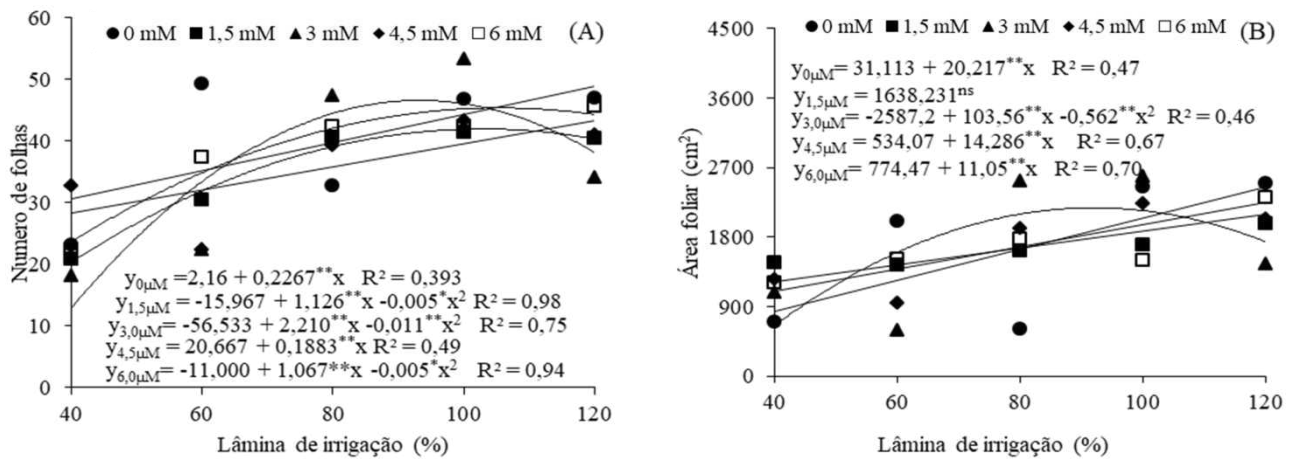 60
50
40
30
20
10
0
Numero de folhas
0 mM 1,5 mM 3 mM 4,5 mM 6 mM (A)
y0µM=2,16 + 0,2267**x R² = 0,393
y1,5µM = -15,967 + 1,126**x -0,005*x² R² = 0,98
y3,0µM= -56,533 + 2,210**x -0,011**x² R² = 0,75
y4,5µM = 20,667 + 0,1883**x R² = 0,49
y6,0µM= -11,000 + 1,067**x -0,005*x² R² = 0,94
40 60 80 100 120
Lâmina de irrigação (%)
4500
3600
2700
1800
900
0
Área foliar (cm²)
0 mM 1,5 mM 3 mM 4,5 mM 6 mM (B)
y0µM= 31,113 + 20,217**x R² = 0,47
y1,5µM = 1638,231ns
y3,0µM= -2587,2 + 103,56**x -0,562**x² R² = 0,46
y4,5µM= 534,07 + 14,286**x R² = 0,67
y6,0µM= 774,47 + 11,05**x R² = 0,70
40 60 80 100 120
Lâmina de irrigação (%)